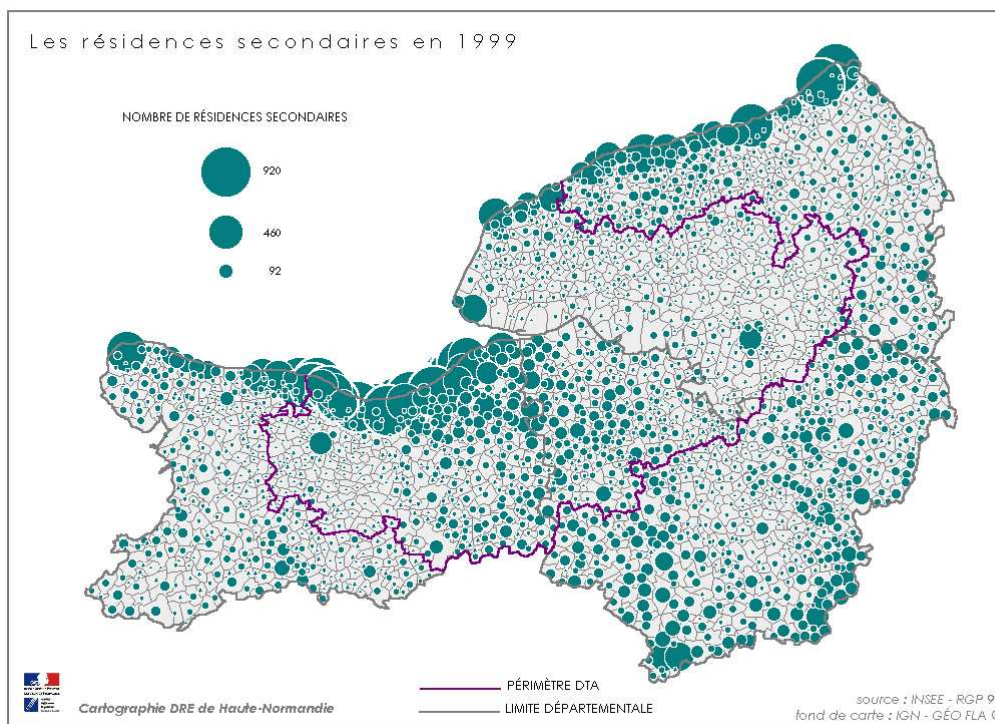 Les résidences secondaires en 1999
NOMBRE DE RÉSIDENCES SECONDAIRES
920
460
92
PÉRIMÈTRE DTA
LIMITE DÉPARTEMENTALE
Cartographie DRE de Haute-Normandie
source : INSEE - RGP 9
fond de carte : IGN - GÉO FLA